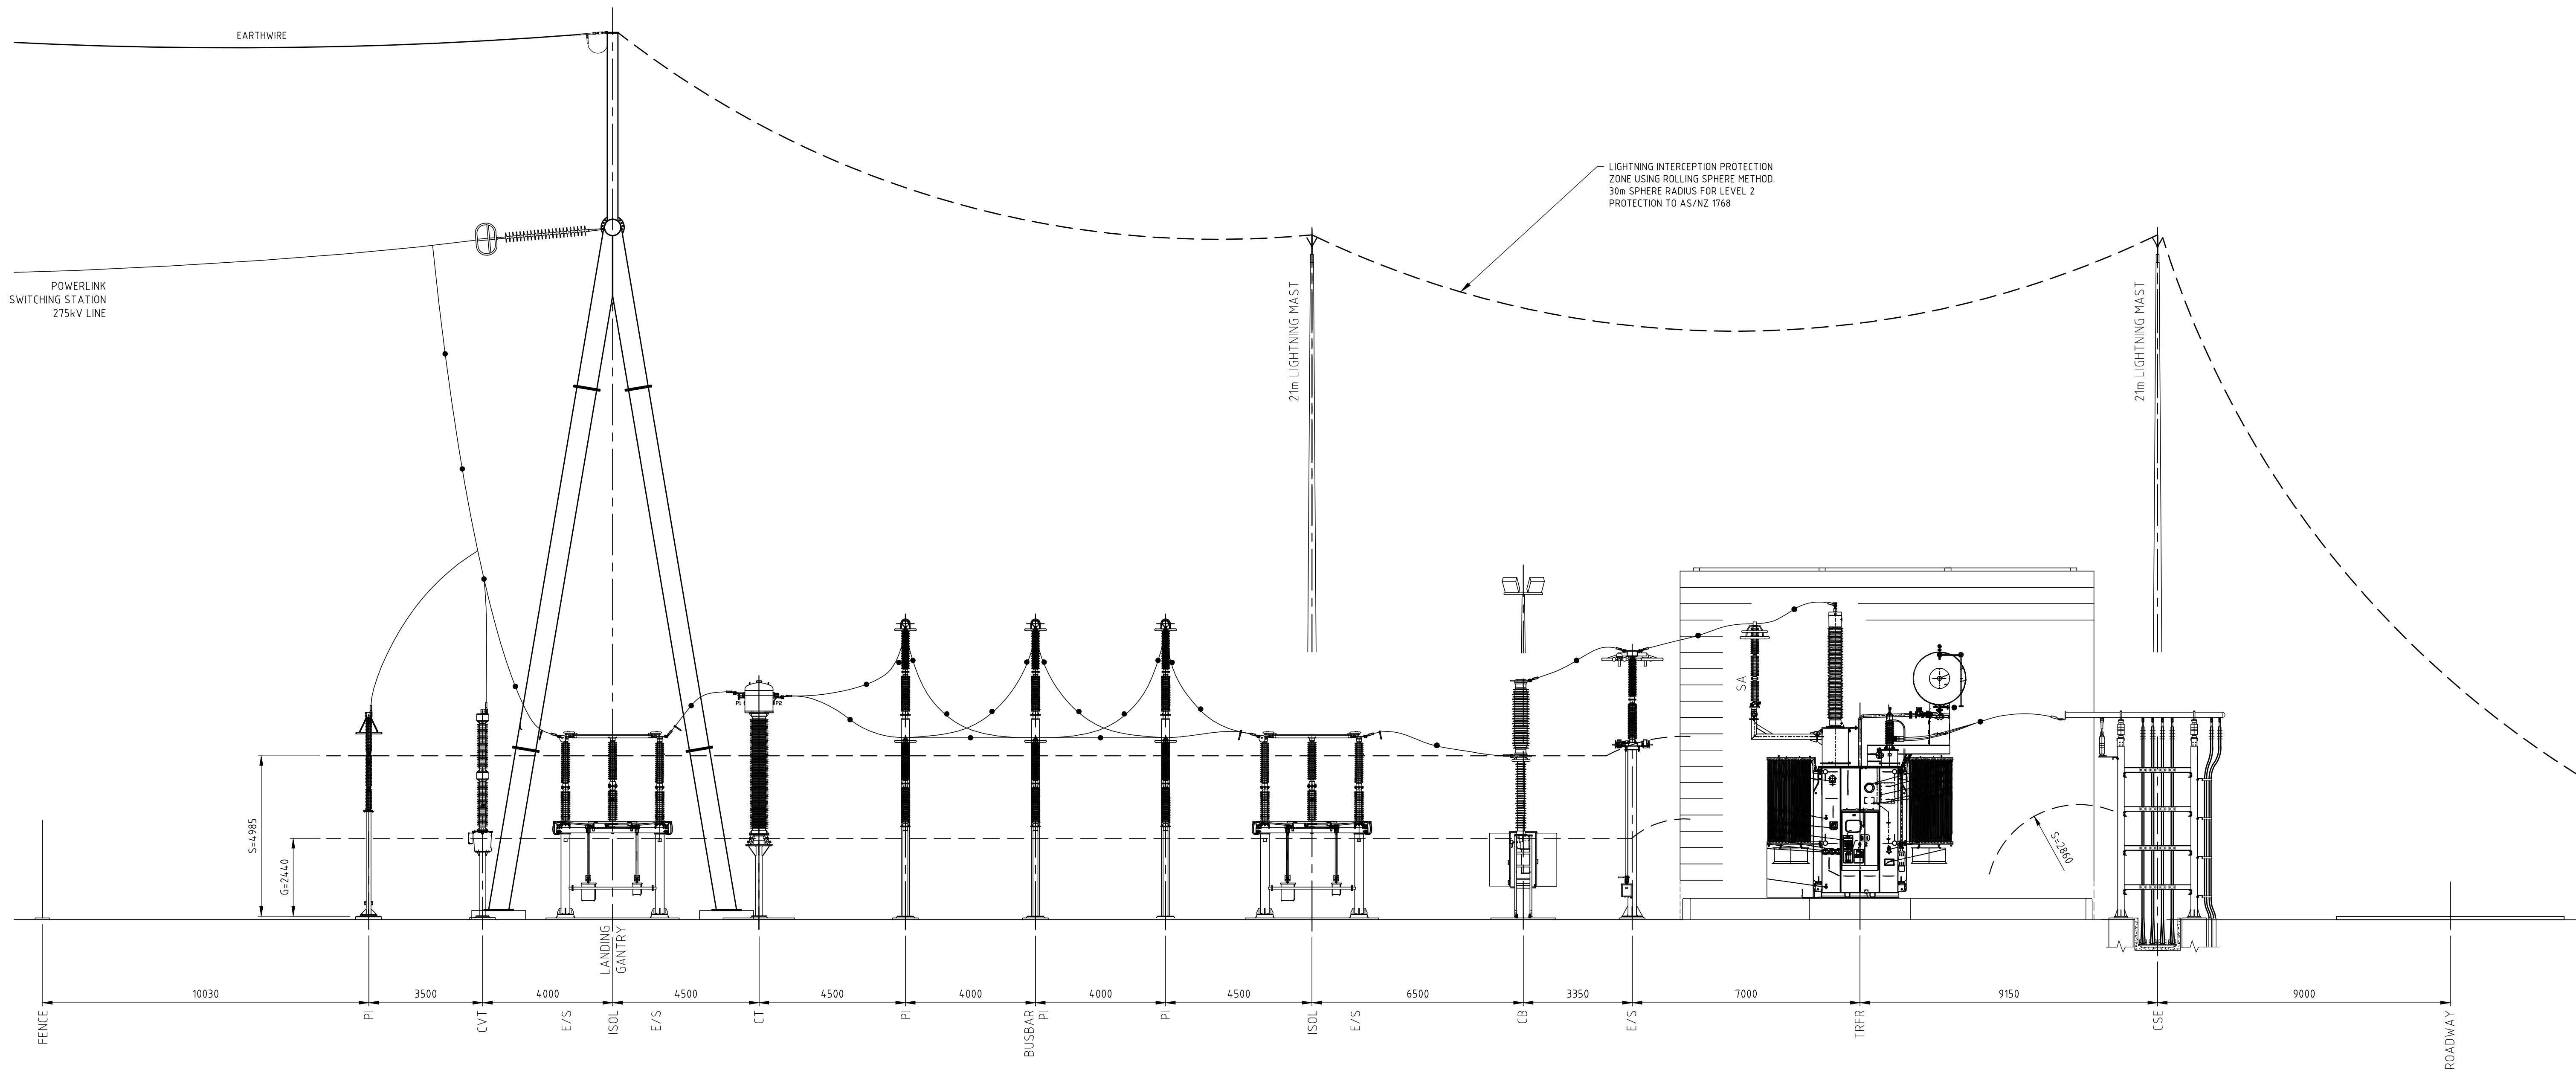 EARTHWIRE
LIGHTNING INTERCEPTION PROTECTION
ZONE USING ROLLING SPHERE METHOD.
30m SPHERE RADIUS FOR LEVEL 2
PROTECTION TO AS/NZ 1768
POWERLINK
SWITCHING STATION
275kV LINE
21m LIGHTNING MAST
21m LIGHTNING MAST
SA
P1
P2
S=4985
G=2440
S=2860
LANDING
GANTRY
10030
3500
4000
4500
4500
4000
4000
4500
6500
3350
7000
9150
9000
FENCE
PI
CVT
E/S
ISOL
E/S
CT
PI
BUSBAR
PI
PI
ISOL
E/S
CB
E/S
TRFR
CSE
ROADWAY